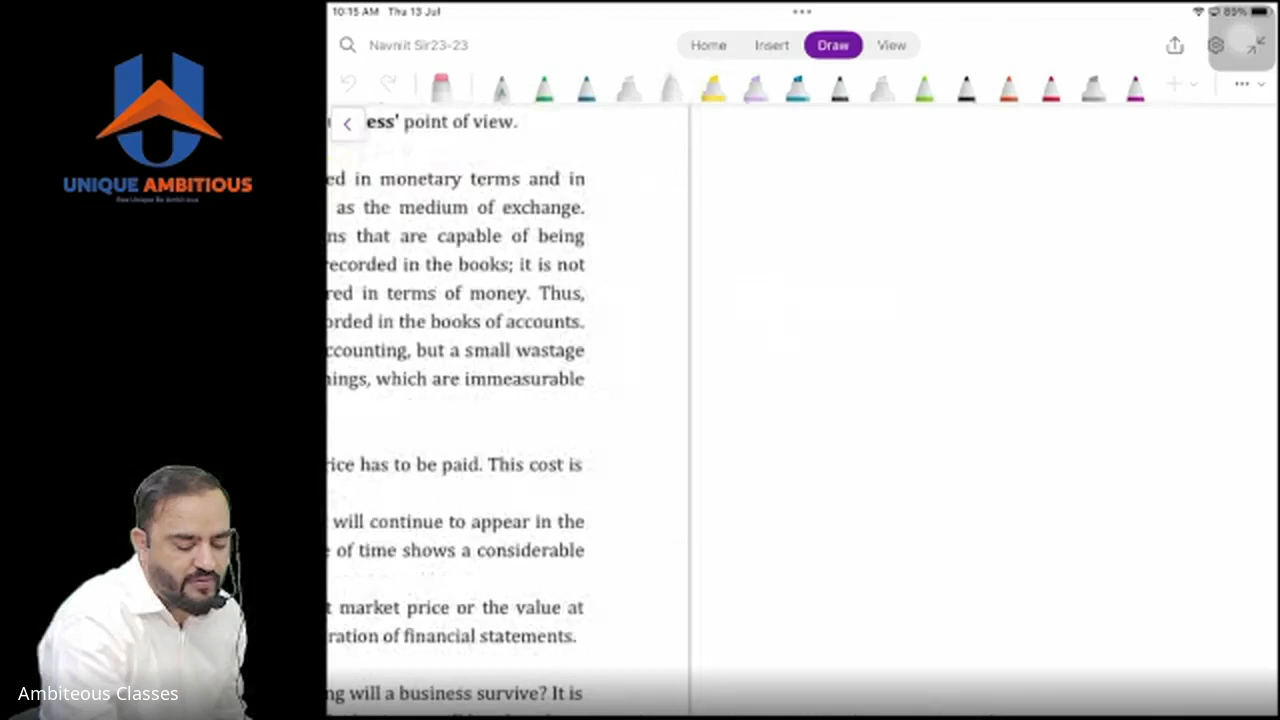 10:15 AM Thu 13 Jul
89%
Navniit Sir23-23
Home Insert Draw View
UNIQUE AMBITIOUS
ess' point of view.
ed in monetary terms and in
as the medium of exchange.
ns that are capable of being
recorded in the books; it is not
red in terms of money. Thus,
orded in the books of accounts.
ccounting, but a small wastage
ings, which are immeasurable
rice has to be paid. This cost is
will continue to appear in the
e of time shows a considerable
t market price or the value at
ration of financial statements.
ng will a business survive? It is
Ambiteous Classes